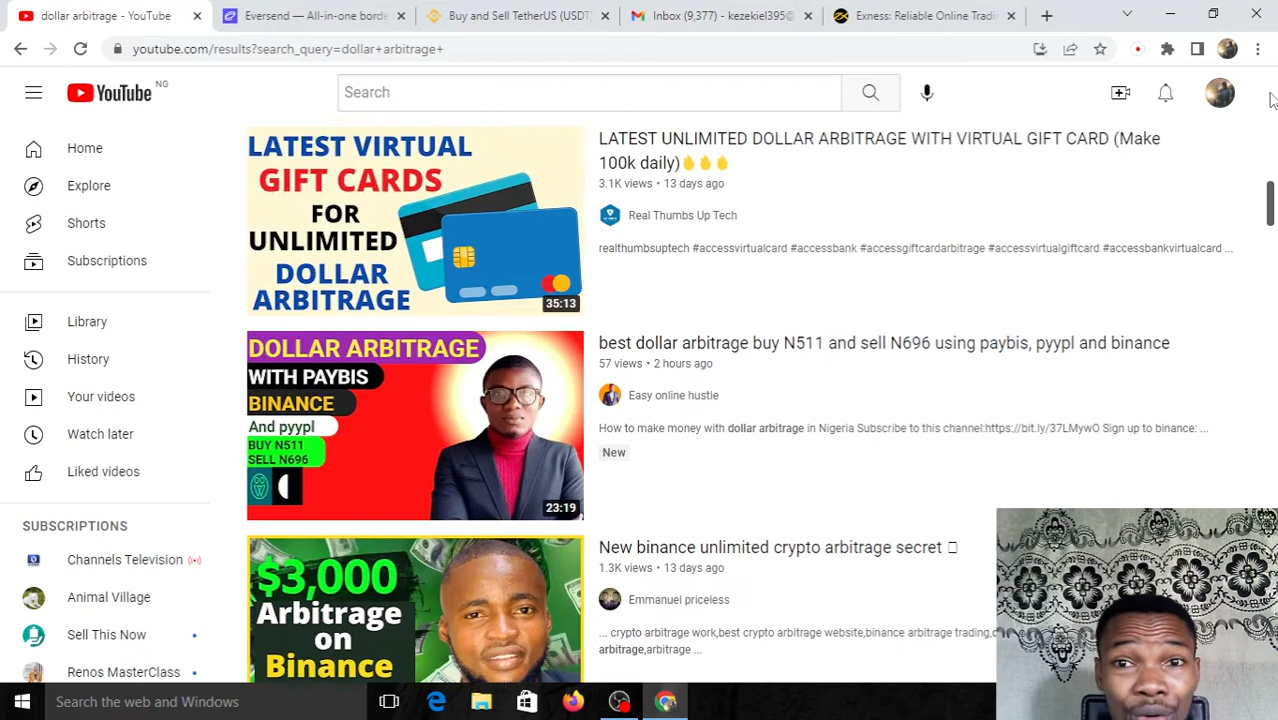 dollar arbitrage - YouTube
Eversend — All-in-one borde
Buy and Sell TetherUS (USDT)
Inbox (9,377) - kezekiel395@
Exness: Reliable Online Tradi
youtube.com/results?search_query=dollar+arbitrage+
YouTube NG
Search
Home
Explore
Shorts
Subscriptions
Library
History
Your videos
Watch later
Liked videos
SUBSCRIPTIONS
Channels Television
Animal Village
Sell This Now
Renos MasterClass
LATEST VIRTUAL
GIFT CARDS
FOR
UNLIMITED
DOLLAR
ARBITRAGE
35:13
LATEST UNLIMITED DOLLAR ARBITRAGE WITH VIRTUAL GIFT CARD (Make
100k daily)
3.1K views • 13 days ago
Real Thumbs Up Tech
realthumbsuptech #accessvirtualcard #accessbank #accessgiftcardarbitrage #accessvirtualgiftcard #accessbankvirtualcard ...
DOLLAR ARBITRAGE
WITH PAYBIS
BINANCE
And pyypl
BUY N511
SELL N696
23:19
best dollar arbitrage buy N511 and sell N696 using paybis, pyypl and binance
57 views • 2 hours ago
Easy online hustle
How to make money with dollar arbitrage in Nigeria Subscribe to this channel:https://bit.ly/37LMywO Sign up to binance: ...
New
$3,000
Arbitrage
on
Binance
New binance unlimited crypto arbitrage secret
1.3K views • 13 days ago
Emmanuel priceless
... crypto arbitrage work,best crypto arbitrage website,binance arbitrage trading,c
arbitrage,arbitrage ...
Search the web and Windows